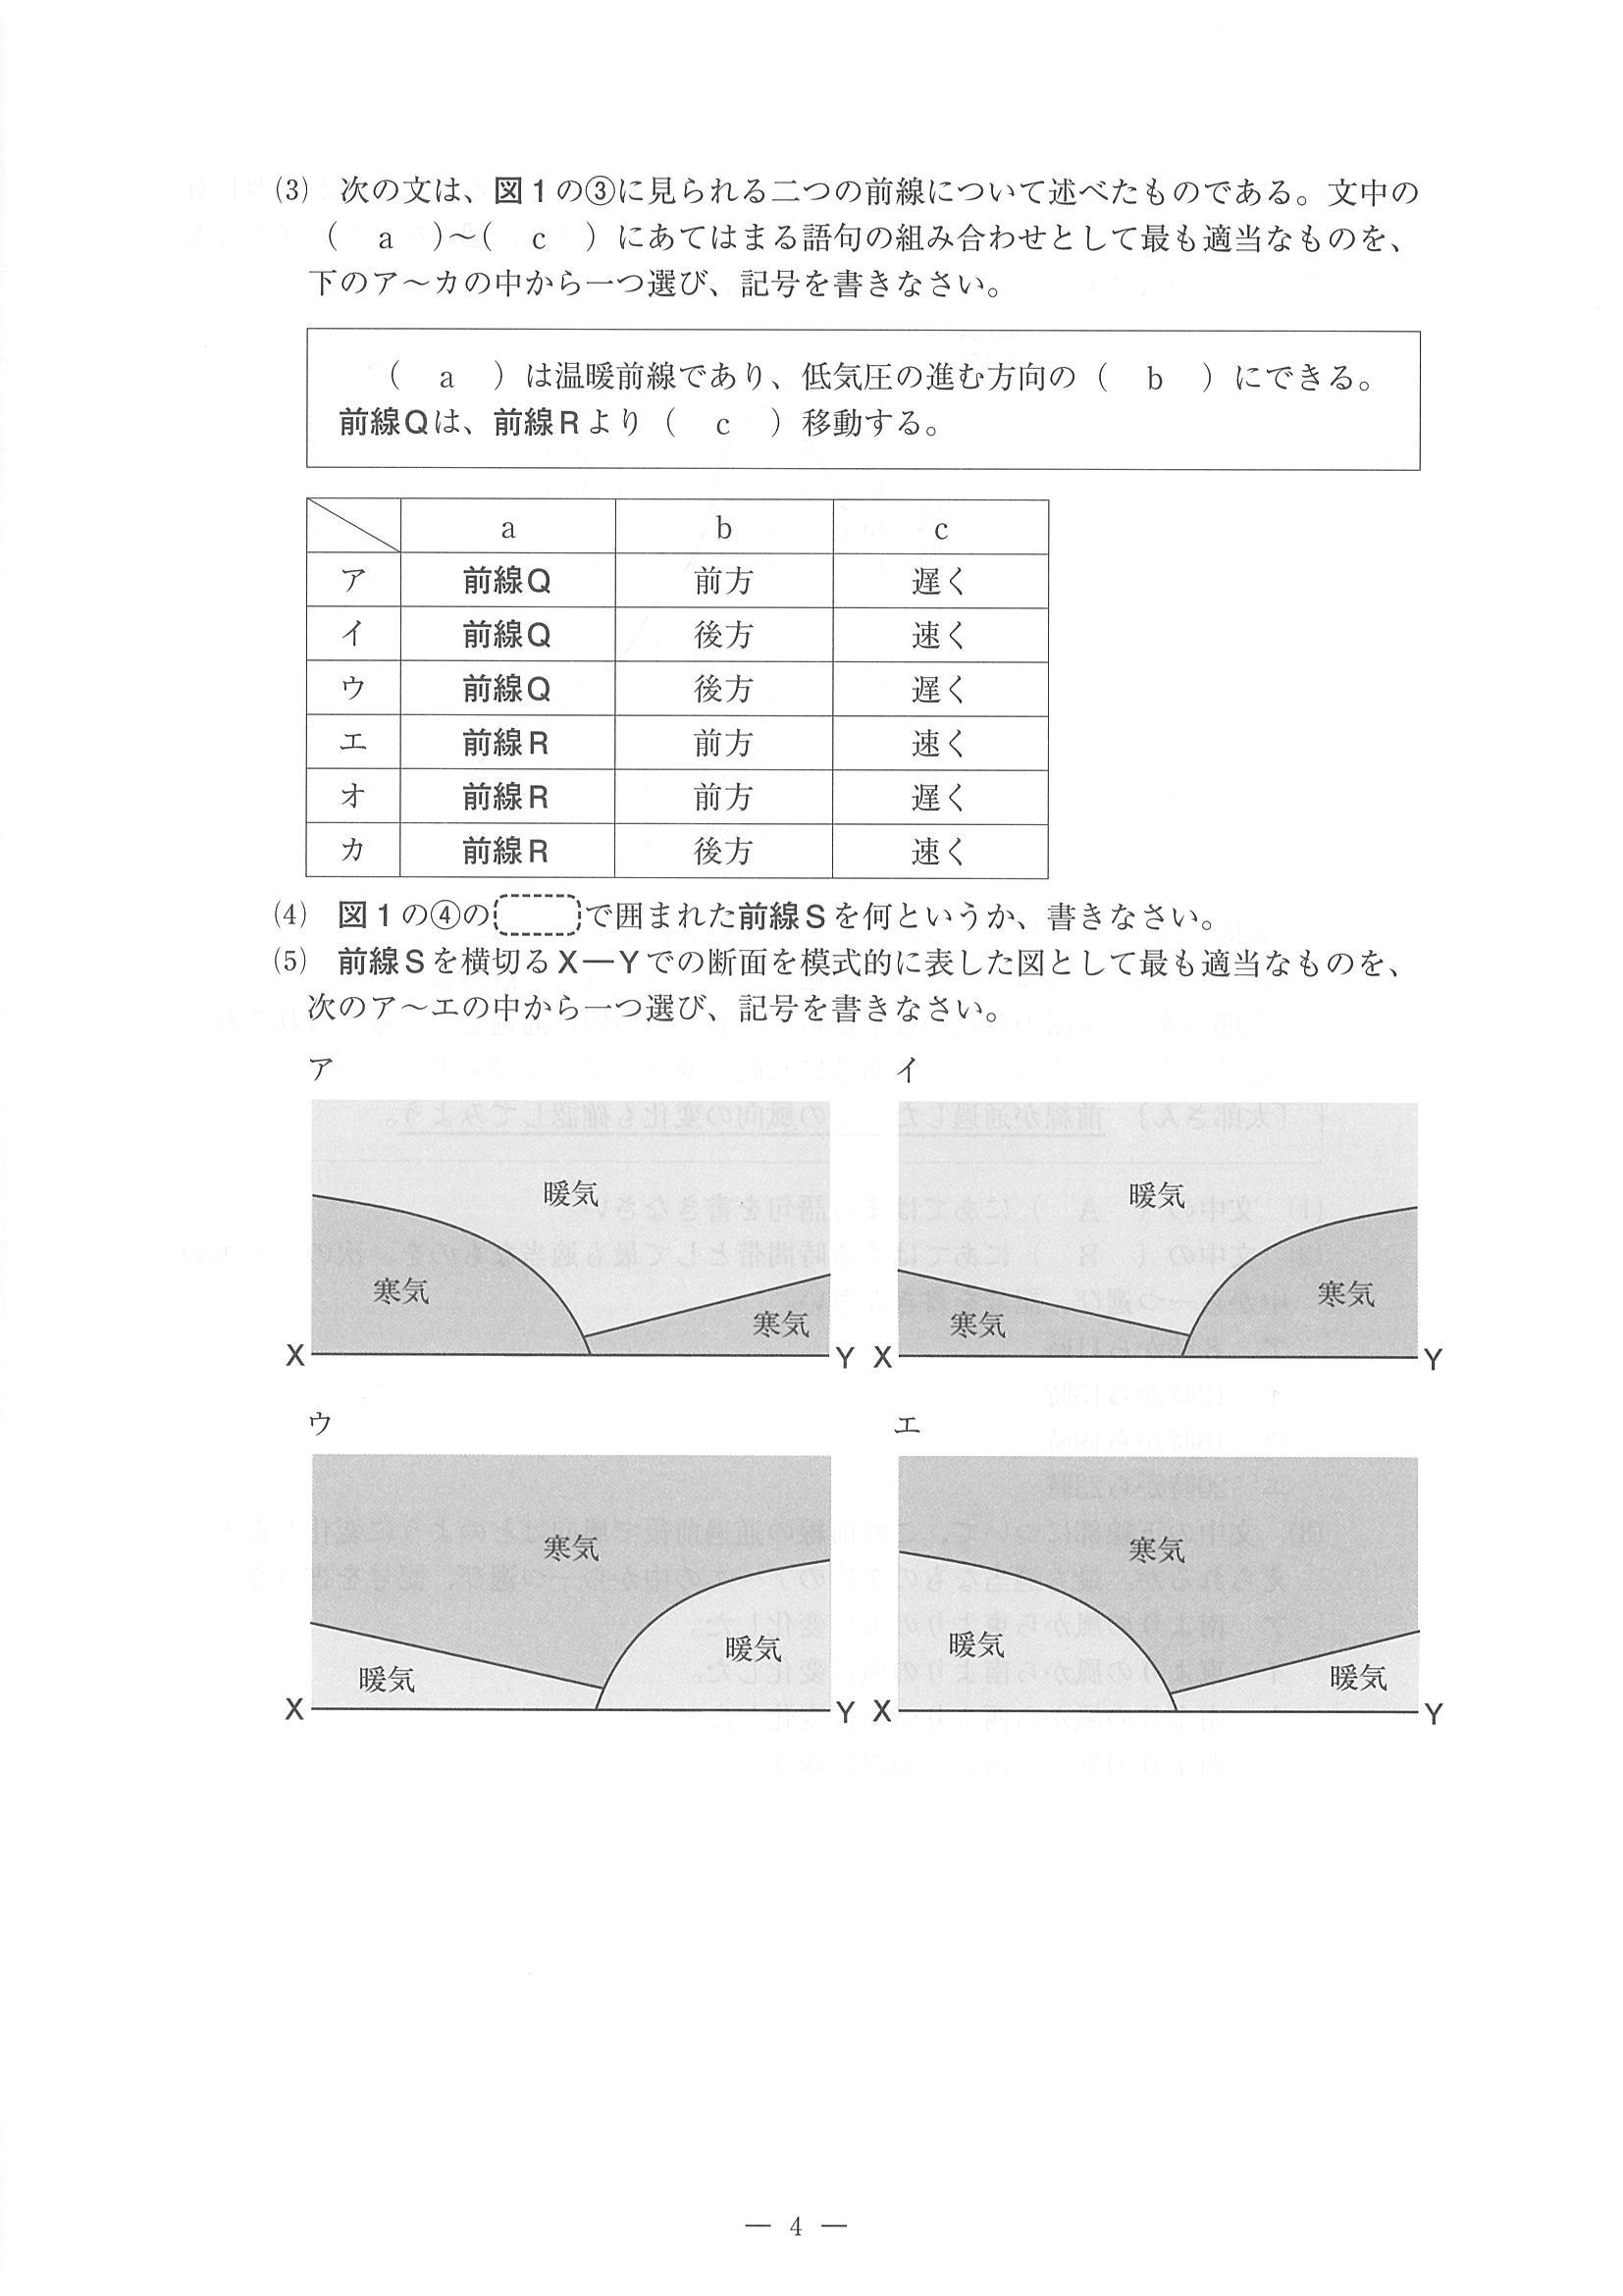 (3)　次の文は、図1の③に見られる二つの前線について述べたものである。文中の
（　a　）～（　c　）にあてはまる語句の組み合わせとして最も適当なものを、
下のア～カの中から一つ選び、記号を書きなさい。
（　a　）は温暖前線であり、低気圧の進む方向の（　b　）にできる。
前線Qは、前線Rより（　c　）移動する。
a　b　c
ア　前線Q　前方　遅く
イ　前線Q　後方　速く
ウ　前線Q　後方　遅く
エ　前線R　前方　速く
オ　前線R　前方　遅く
カ　前線R　後方　速く
(4)　図1の④の　　で囲まれた前線Sを何というか、書きなさい。
(5)　前線Sを横切るX―Yでの断面を模式的に表した図として最も適当なものを、
次のア～エの中から一つ選び、記号を書きなさい。
ア
暖気
寒気
寒気
X　Y
イ
暖気
寒気
寒気
X　Y
ウ
寒気
暖気
暖気
X　Y
エ
寒気
暖気
暖気
X　Y
― 4 ―